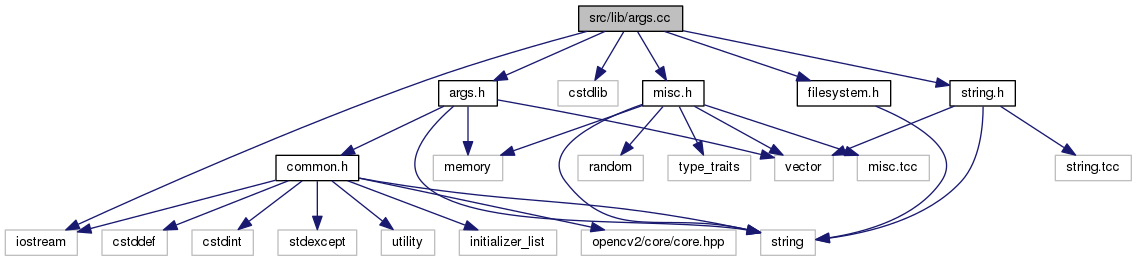 src/lib/args.cc
args.h
cstdlib
misc.h
filesystem.h
string.h
common.h
memory
random
type_traits
vector
misc.tcc
string.tcc
iostream
cstddef
cstdint
stdexcept
utility
initializer_list
opencv2/core/core.hpp
string